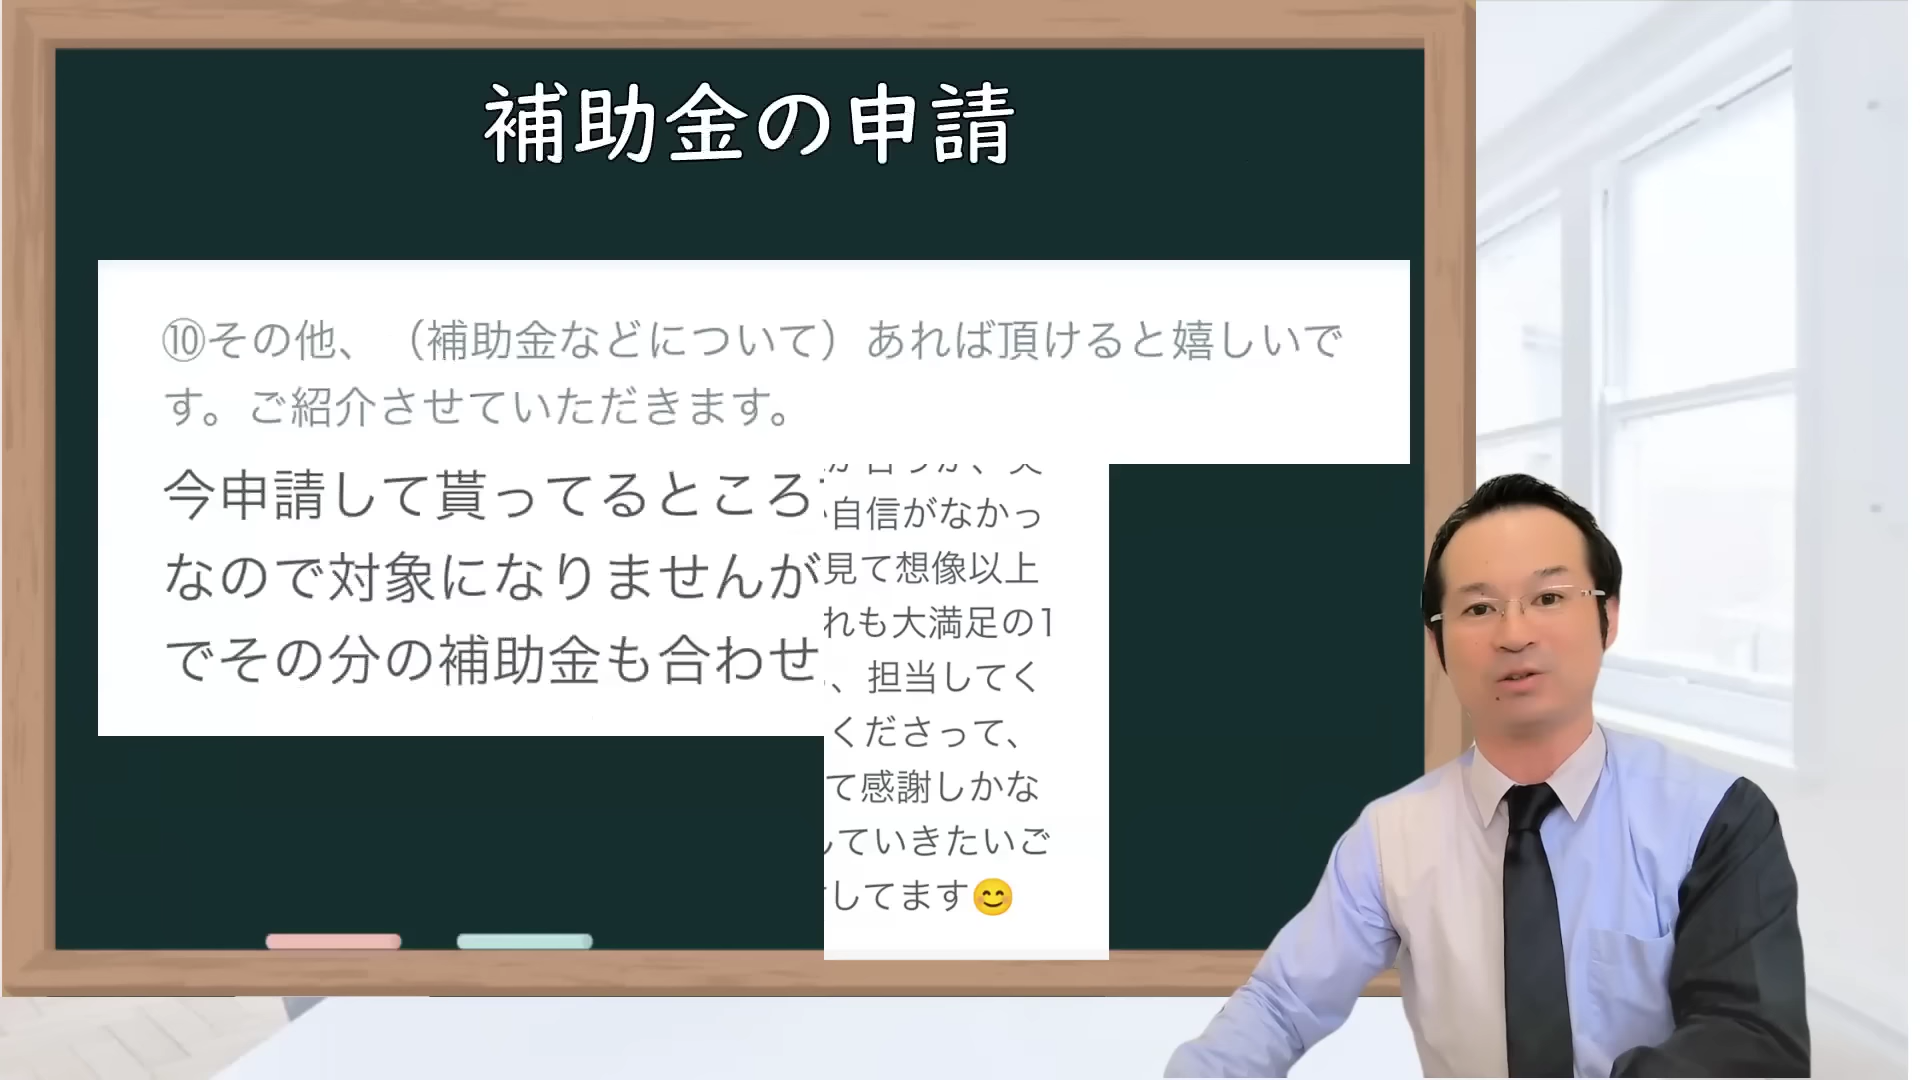 補助金の申請
⑩その他、（補助金などについて）あれば頂けると嬉しいで
す。ご紹介させていただきます。
今申請して貰ってるところ
なので対象になりませんが
でその分の補助金も合わせ
自信がなかっ
見て想像以上
れも大満足の1
、担当してく
くださって、
て感謝しかな
していきたいご
してます😊